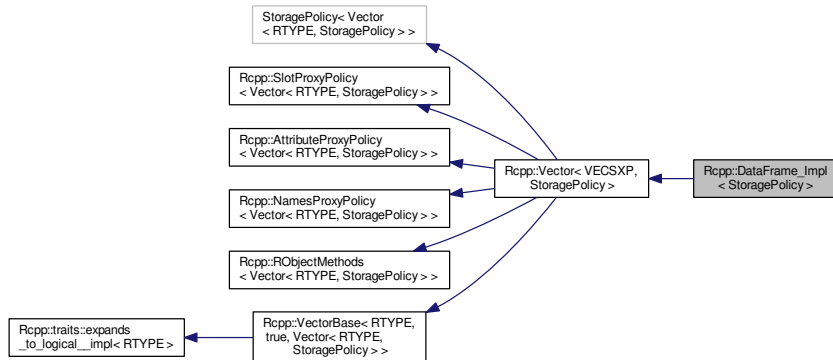 StoragePolicy< Vector
< RTYPE, StoragePolicy > >
Rcpp::SlotProxyPolicy
< Vector< RTYPE, StoragePolicy > >
Rcpp::AttributeProxyPolicy
< Vector< RTYPE, StoragePolicy > >
Rcpp::Vector< VECSXP,
StoragePolicy >
Rcpp::DataFrame_Impl
< StoragePolicy >
Rcpp::NamesProxyPolicy
< Vector< RTYPE, StoragePolicy > >
Rcpp::RObjectMethods
< Vector< RTYPE, StoragePolicy > >
Rcpp::traits::expands
_to_logical__impl< RTYPE >
Rcpp::VectorBase< RTYPE,
true, Vector< RTYPE,
StoragePolicy > >